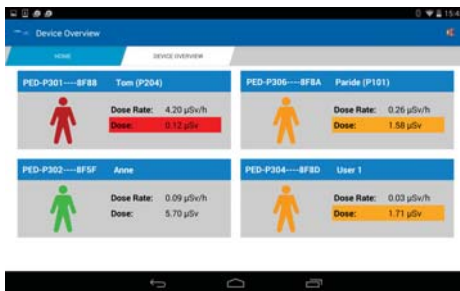 15:43
Device Overview
HOME
DEVICE OVERVIEW
PED-P301----8F88 Tom (P204)
Dose Rate: 4.20 µSv/h
Dose: 0.12 µSv
PED-P306----8F8A Paride (P101)
Dose Rate: 0.26 µSv/h
Dose: 1.58 µSv
PED-P302----8F5F Anne
Dose Rate: 0.09 µSv/h
Dose: 5.70 µSv
PED-P304----8F8D User 1
Dose Rate: 0.03 µSv/h
Dose: 1.71 µSv